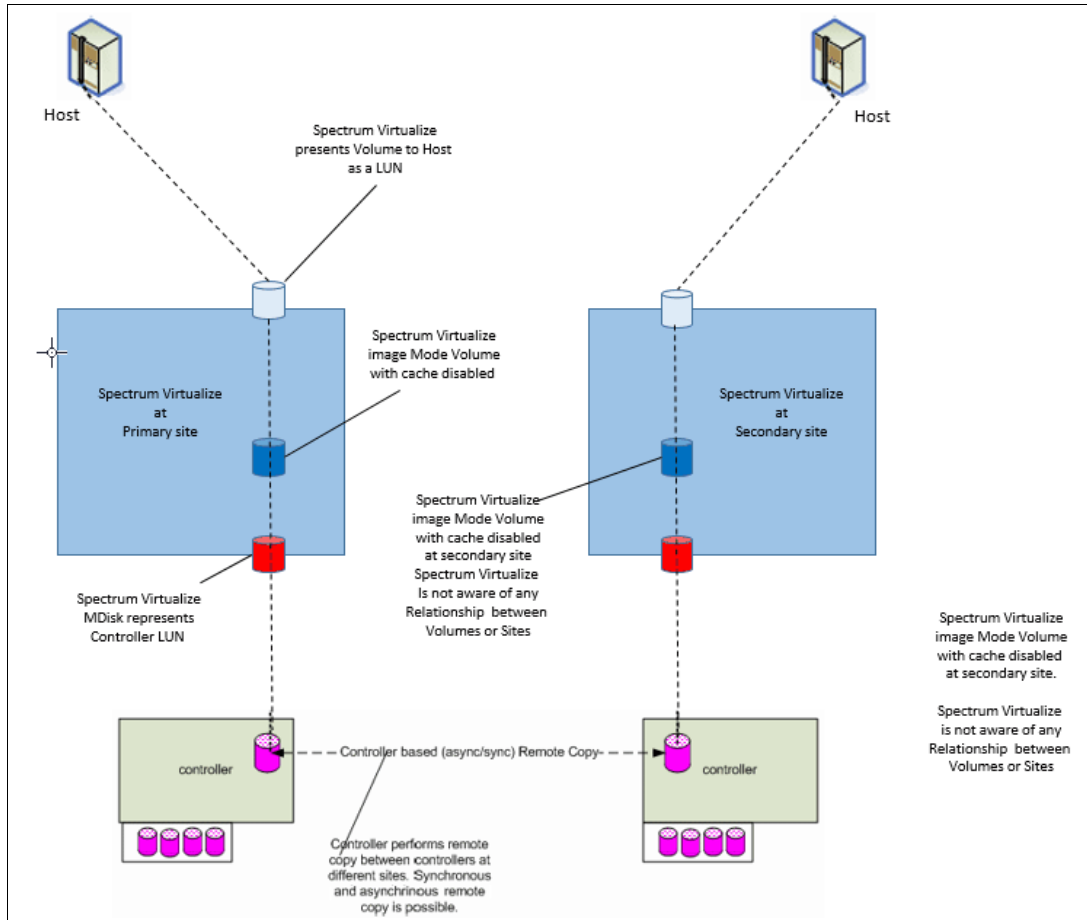 Host
Host
Spectrum Virtualize
presents Volume to Host
as a LUN
Spectrum Virtualize
image Mode Volume
with cache disabled
Spectrum Virtualize
at
Primary site
Spectrum Virtualize
at
Secondary site
Spectrum Virtualize
image Mode Volume
with cache disabled
at secondary site
Spectrum Virtualize
Is not aware of any
Relationship between
Volumes or Sites
Spectrum Virtualize
MDisk represents
Controller LUN
Spectrum Virtualize
image Mode Volume
with cache disabled
at secondary site.
Spectrum Virtualize
is not aware of any
Relationship between
Volumes or Sites
controller
Controller based (async/sync) Remote Copy
controller
Controller performs remote
copy between controllers at
different sites. Synchronous
and asynchrinous remote
copy is possible.